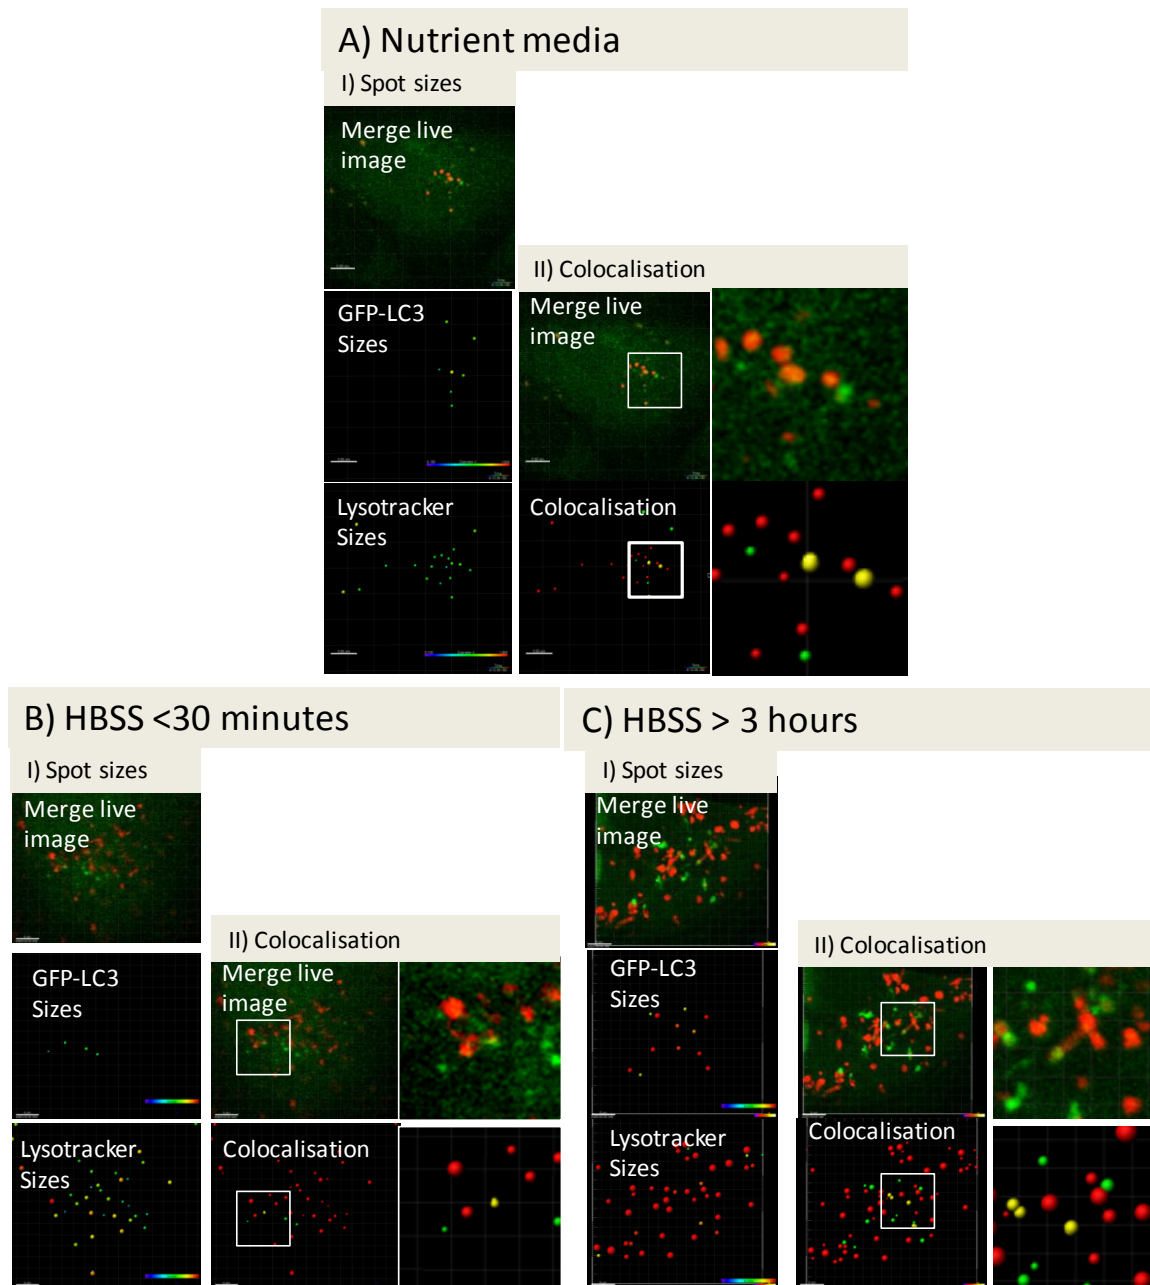 A) Nutrient media
I) Spot sizes
Merge live
image
GFP-LC3
Sizes
Lysotracker
Sizes
II) Colocalisation
Merge live
image
Colocalisation
B) HBSS <30 minutes
I) Spot sizes
Merge live
image
GFP-LC3
Sizes
Lysotracker
Sizes
II) Colocalisation
Merge live
image
Colocalisation
C) HBSS > 3 hours
I) Spot sizes
Merge live
image
GFP-LC3
Sizes
Lysotracker
Sizes
II) Colocalisation
Colocalisation